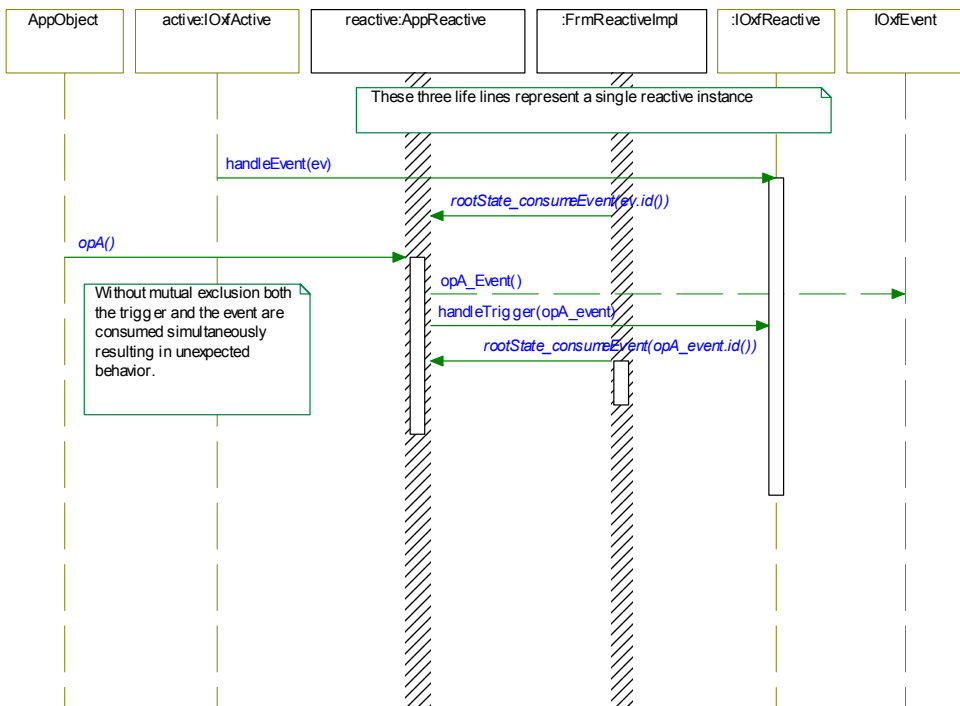 AppObject
active:IOxfActive
reactive:AppReactive
:FrmReactiveImpl
:IOxfReactive
IOxfEvent
These three life lines represent a single reactive instance
handleEvent(ev)
rootState_consumeEvent(ev.id())
opA()
opA_Event()
Without mutual exclusion both
the trigger and the event are
consumed simultaneously
resulting in unexpected
behavior.
handleTrigger(opA_event)
rootState_consumeEvent(opA_event.id())